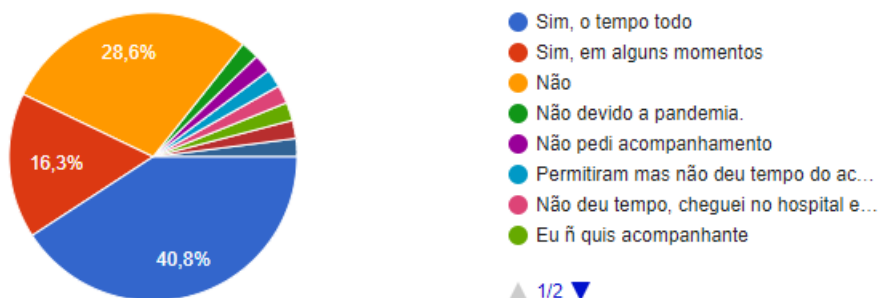 28,6%
16,3%
40,8%
Sim, o tempo todo
Sim, em alguns momentos
Não
Não devido a pandemia.
Não pedi acompanhamento
Permitiram mas não deu tempo do ac...
Não deu tempo, cheguei no hospital e...
Eu ñ quis acompanhante
1/2